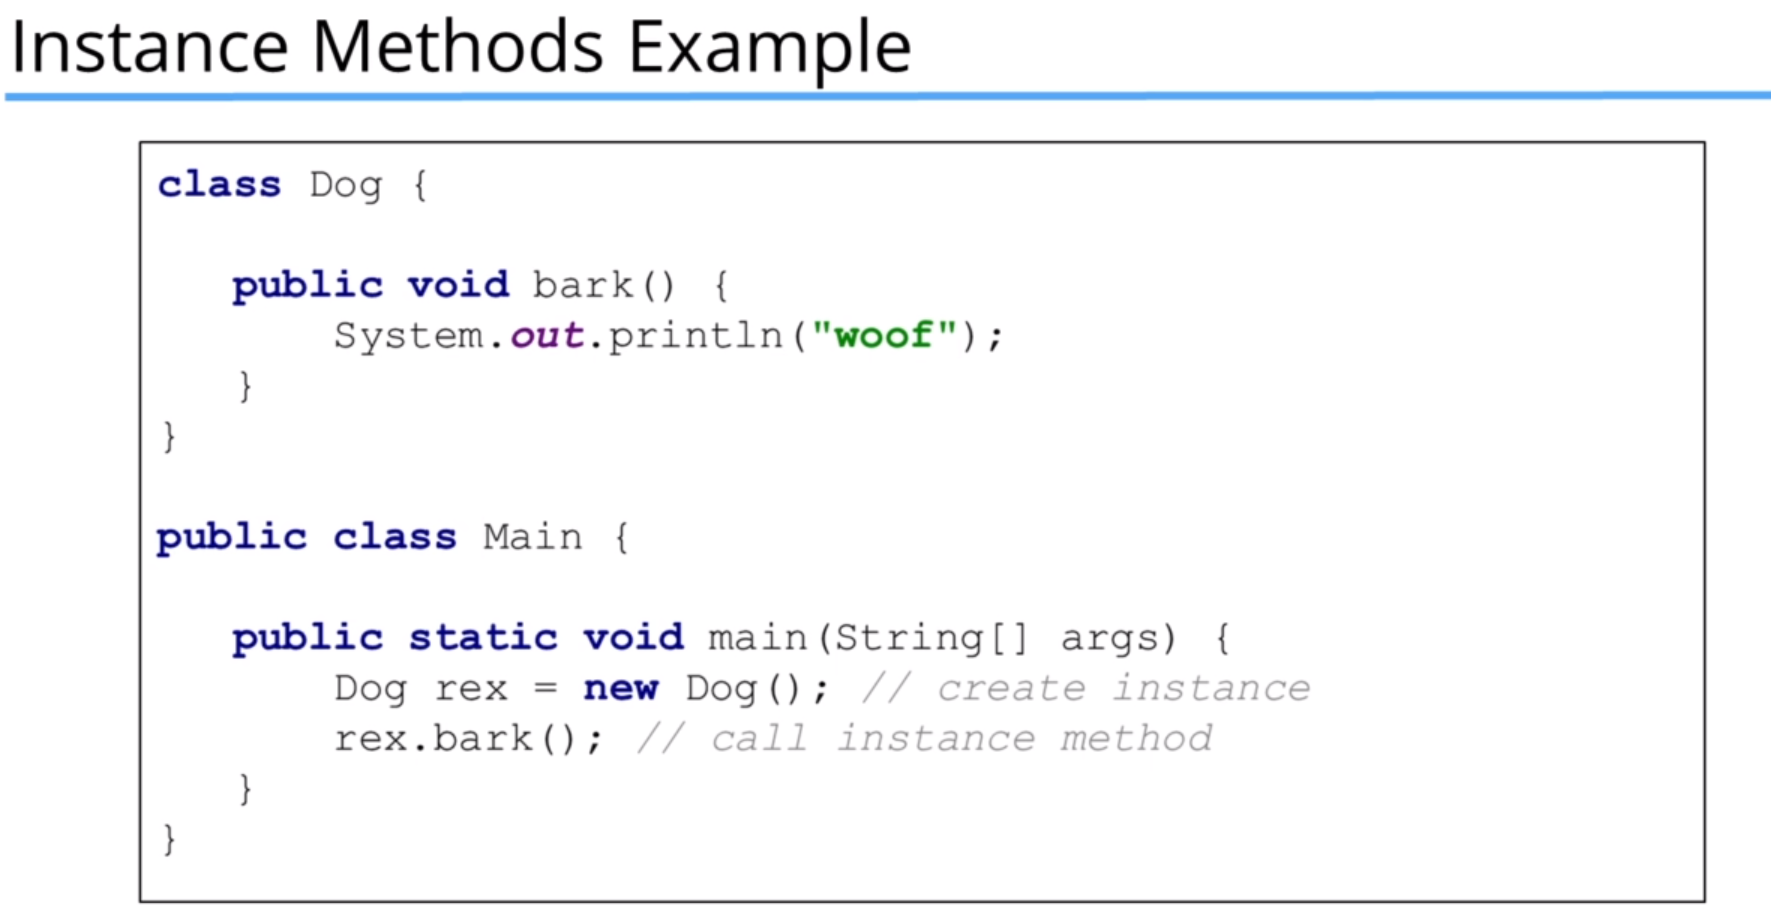 Instance Methods Example
class Dog {
public void bark() {
System.out.println("woof");
}
}
public class Main {
public static void main(String[] args) {
Dog rex = new Dog(); // create instance
rex.bark(); // call instance method
}
}